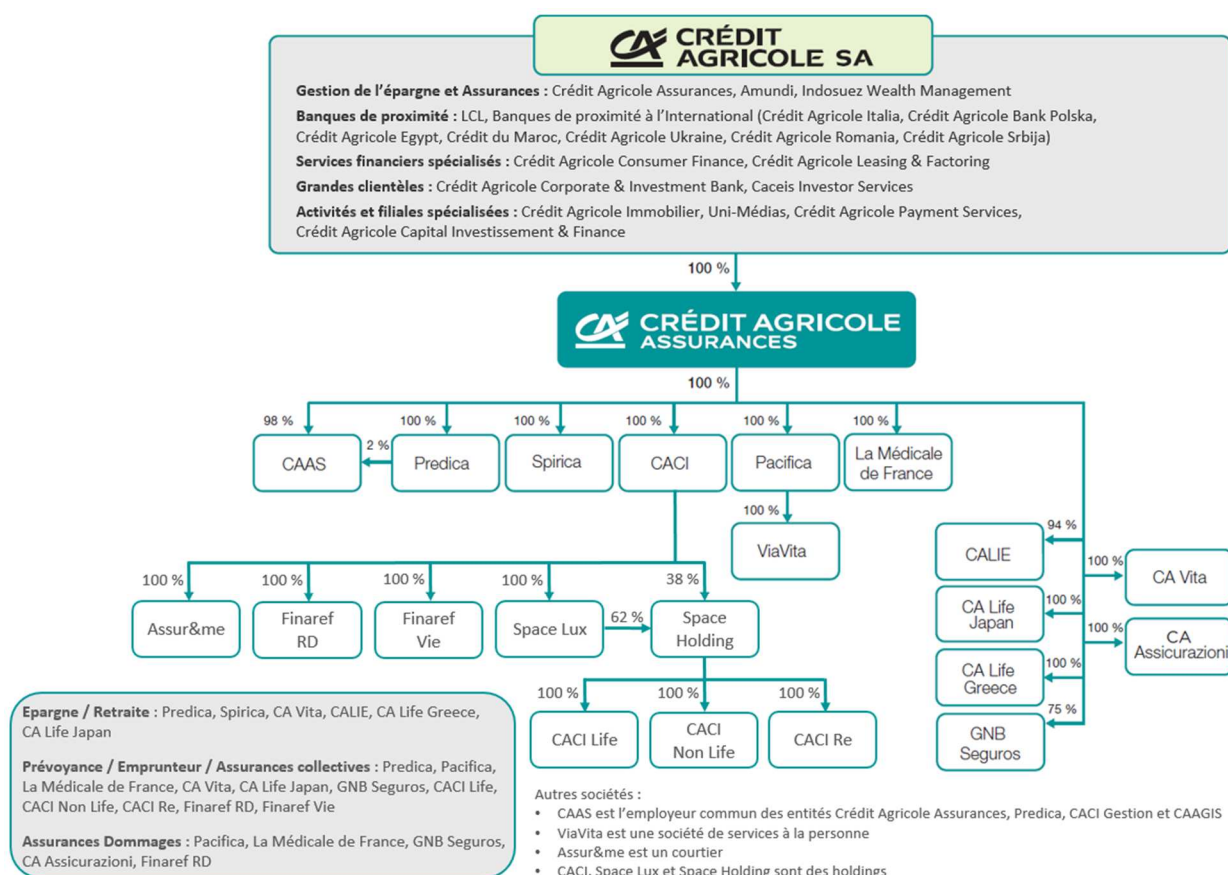 CRÉDIT
AGRICOLE SA
Gestion de l'épargne et Assurances : Crédit Agricole Assurances, Amundi, Indosuez Wealth Management
Banques de proximité : LCL, Banques de proximité à l'International (Crédit Agricole Italia, Crédit Agricole Bank Polska,
Crédit Agricole Egypt, Crédit du Maroc, Crédit Agricole Ukraine, Crédit Agricole Romania, Crédit Agricole Srbija)
Services financiers spécialisés : Crédit Agricole Consumer Finance, Crédit Agricole Leasing & Factoring
Grandes clientèles : Crédit Agricole Corporate & Investment Bank, Caceis Investor Services
Activités et filiales spécialisées : Crédit Agricole Immobilier, Uni-Médias, Crédit Agricole Payment Services,
Crédit Agricole Capital Investissement & Finance
100 %
CRÉDIT AGRICOLE
ASSURANCES
100 %
98 %
100 %
100 %
100 %
100 %
100 %
2 %
CAAS
Predica
Spirica
CACI
Pacifica
La Médicale
de France
100 %
ViaVita
94 %
CALIE
100 %
CA Vita
100 %
CA Life
Japan
100 %
CA
Assicurazioni
100 %
CA Life
Greece
75 %
GNB
Seguros
100 %
100 %
100 %
100 %
38 %
Assur&me
Finaref
RD
Finaref
Vie
Space Lux
62 %
Space
Holding
100 %
100 %
100 %
CACI Life
CACI
Non Life
CACI Re
Epargne / Retraite : Predica, Spirica, CA Vita, CALIE, CA Life Greece,
CA Life Japan
Prévoyance / Emprunteur / Assurances collectives : Predica, Pacifica,
La Médicale de France, CA Vita, CA Life Japan, GNB Seguros, CACI Life,
CACI Non Life, CACI Re, Finaref RD, Finaref Vie
Assurances Dommages : Pacifica, La Médicale de France, GNB Seguros,
CA Assicurazioni, Finaref RD
Autres sociétés :
• CAAS est l'employeur commun des entités Crédit Agricole Assurances, Predica, CACI Gestion et CAAGIS
• ViaVita est une société de services à la personne
• Assur&me est un courtier
• CACI, Space Lux et Space Holding sont des holdings